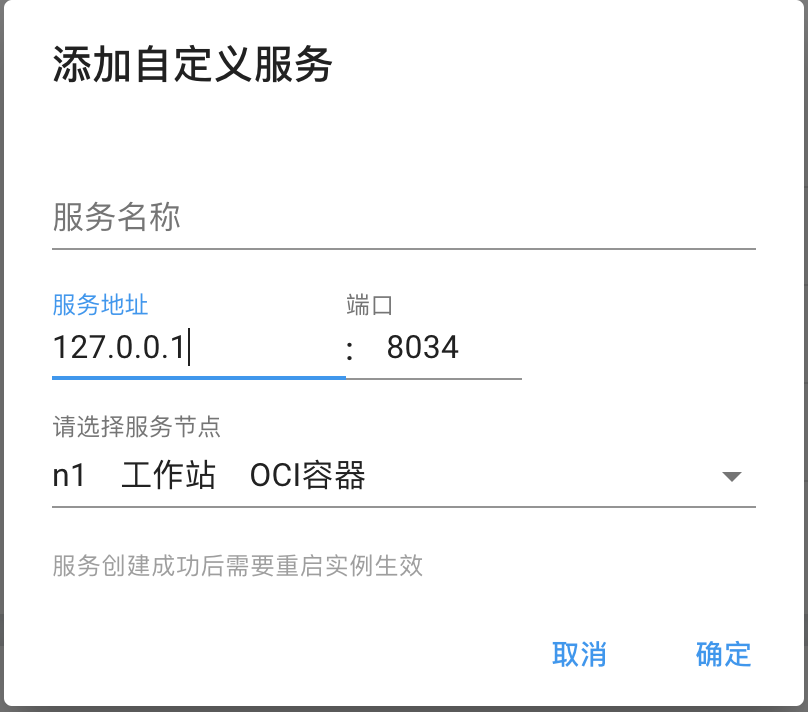 添加自定义服务
服务名称
服务地址 端口
127.0.0.1 : 8034
请选择服务节点
n1 工作站 OCI容器
服务创建成功后需要重启实例生效
取消 确定